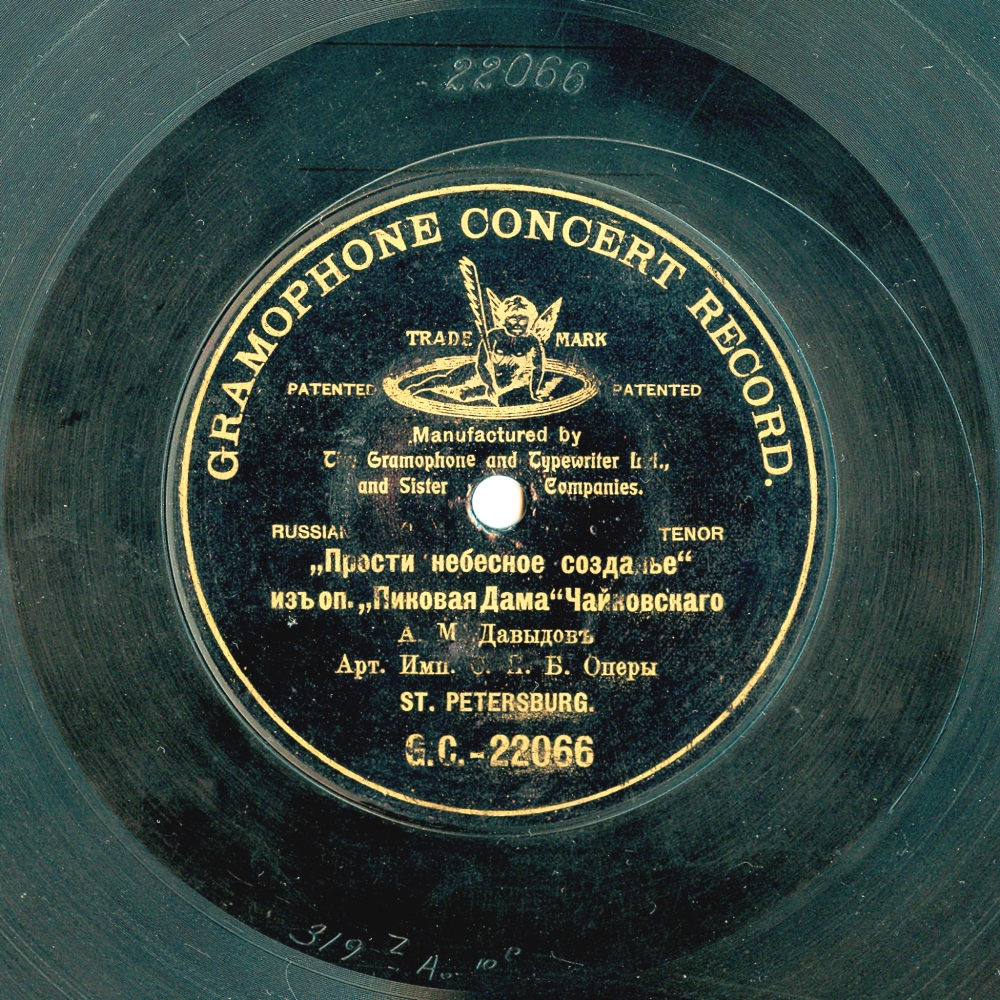 22066
GRAMOPHONE CONCERT RECORD.
TRADE MARK
PATENTED PATENTED
Manufactured by
Gramophone and Typewriter
and Sister Companies.
RUSSIAN TENOR
„Прости небесное созданье“
изъ оп. „Пиковая Дама“ Чайковскаго
А. М. Давыдовъ
Арт. Имп. С. П. Б. Оперы
ST. PETERSBURG.
G.C.-22066
319 z